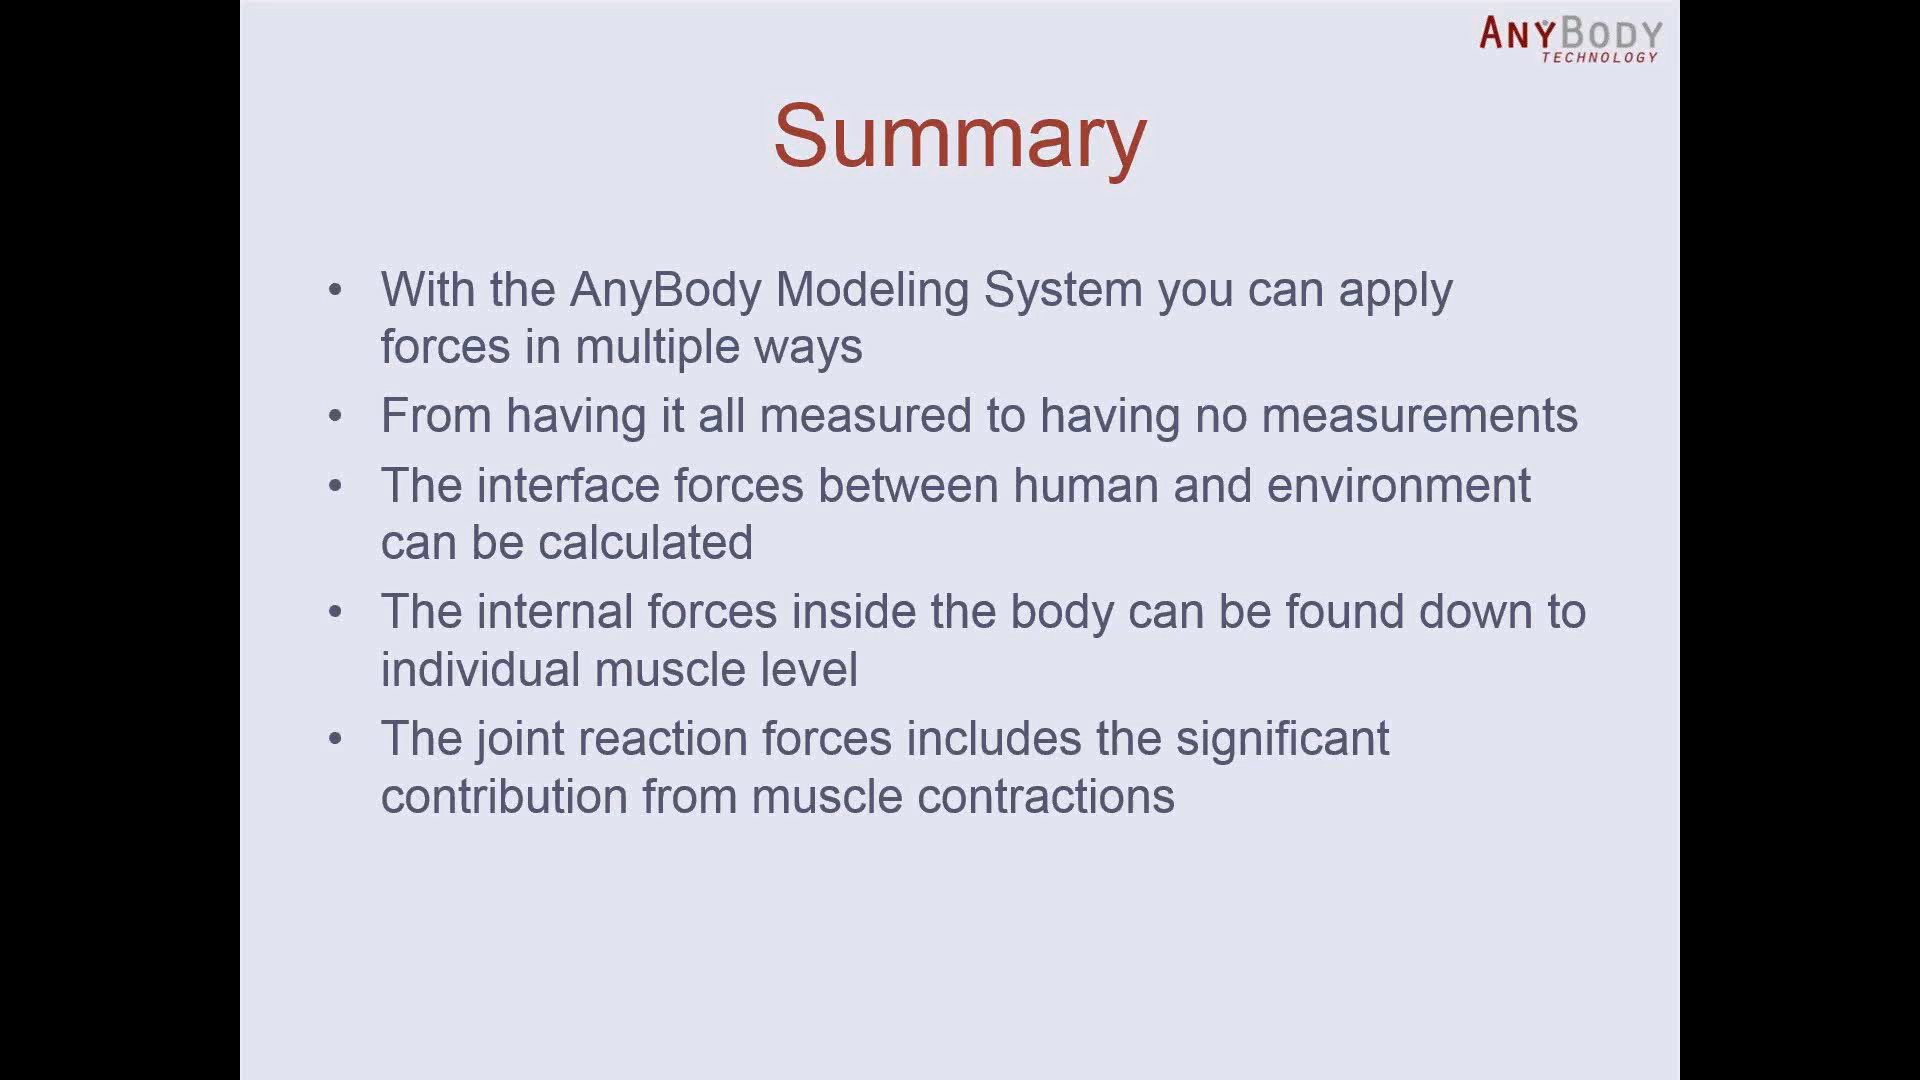 ANYBODY
TECHNOLOGY
Summary
• With the AnyBody Modeling System you can apply
forces in multiple ways
• From having it all measured to having no measurements
• The interface forces between human and environment
can be calculated
• The internal forces inside the body can be found down to
individual muscle level
• The joint reaction forces includes the significant
contribution from muscle contractions